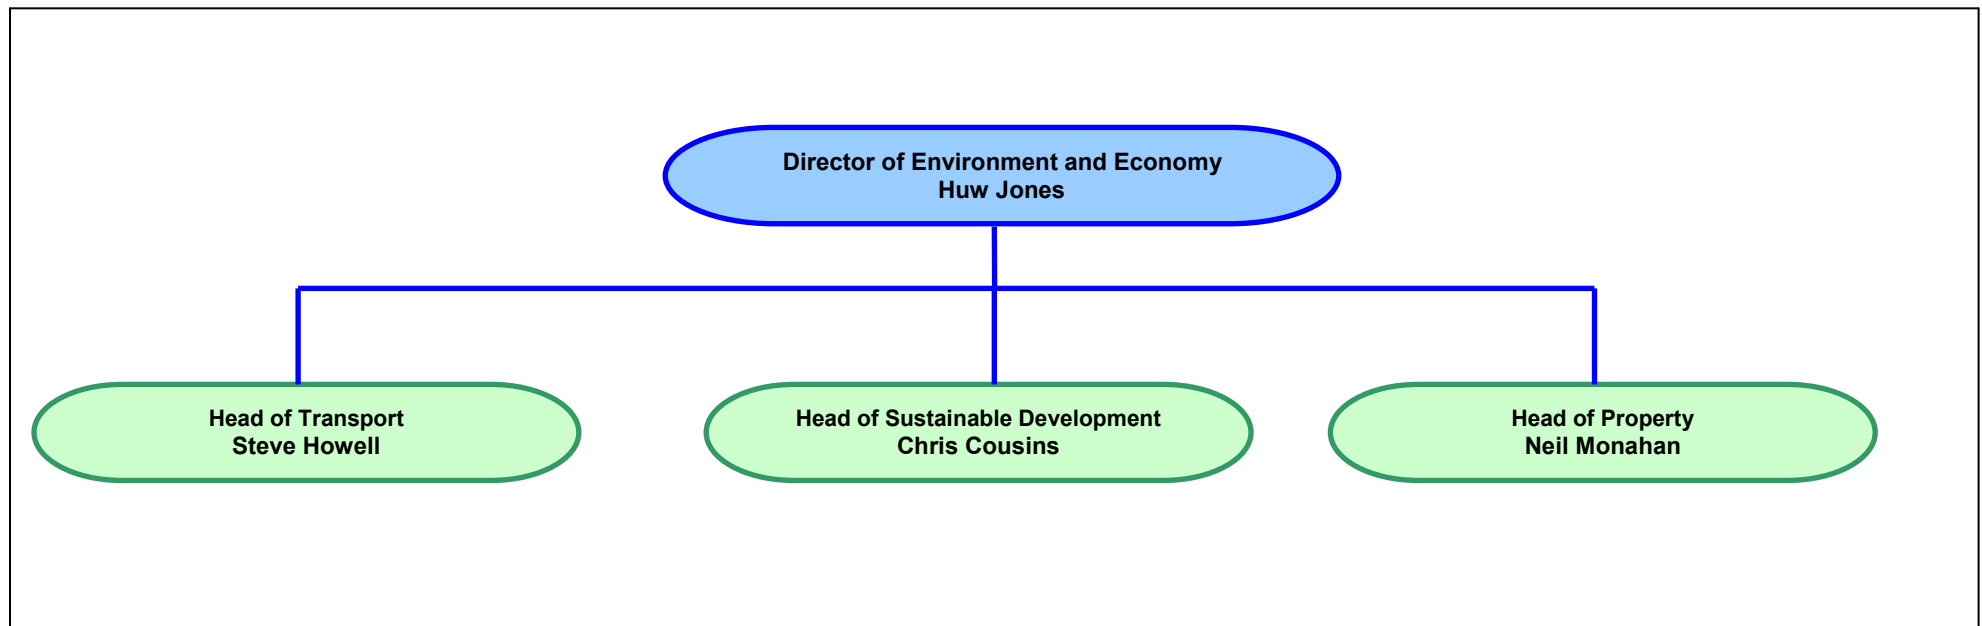 Director of Environment and Economy
Huw Jones
Head of Transport
Steve Howell
Head of Sustainable Development
Chris Cousins
Head of Property
Neil Monahan